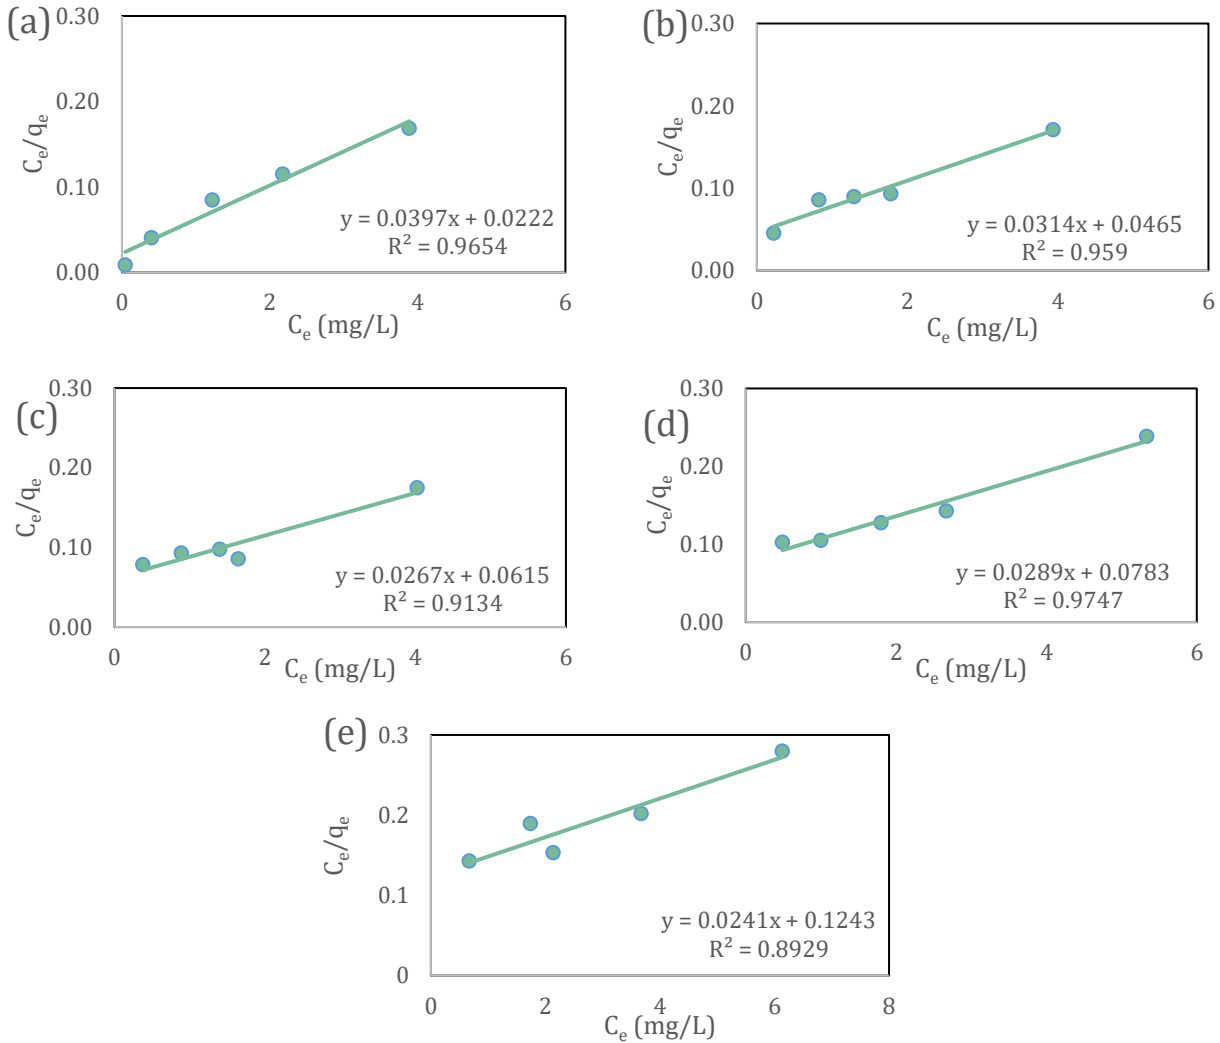 (a)
0.30
0.20
0.10
0.00
Cₑ/qₑ
y = 0.0397x + 0.0222
R² = 0.9654
0 2 4 6
Cₑ (mg/L)
(b)
0.30
0.20
0.10
0.00
Cₑ/qₑ
y = 0.0314x + 0.0465
R² = 0.959
0 2 4 6
Cₑ (mg/L)
(c)
0.30
0.20
0.10
0.00
Cₑ/qₑ
y = 0.0267x + 0.0615
R² = 0.9134
0 2 4 6
Cₑ (mg/L)
(d)
0.40
0.30
0.20
0.10
0.00
Cₑ/qₑ
y = 0.0289x + 0.0783
R² = 0.9747
0 2 4 6
Cₑ (mg/L)
(e)
0.3
0.2
0.1
0
Cₑ/qₑ
y = 0.0241x + 0.1243
R² = 0.8929
0 2 4 6 8
Cₑ (mg/L)